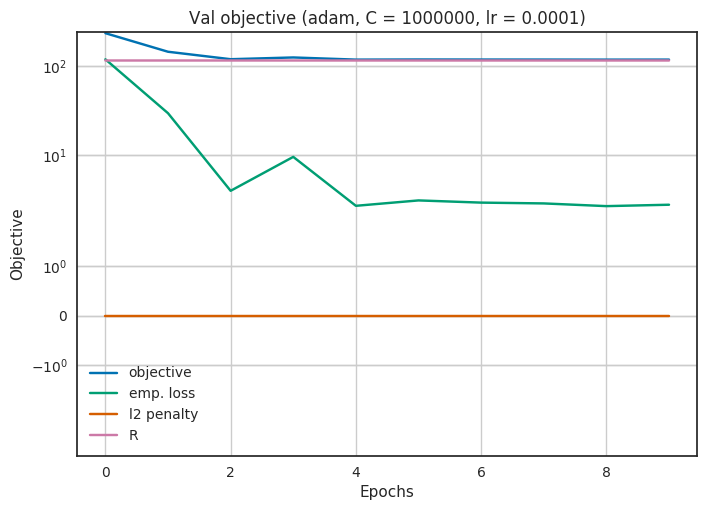 Val objective (adam, C = 1000000, lr = 0.0001)
Objective
10²
10¹
10⁰
0
−10⁰
objective
emp. loss
l2 penalty
R
0 2 4 6 8
Epochs